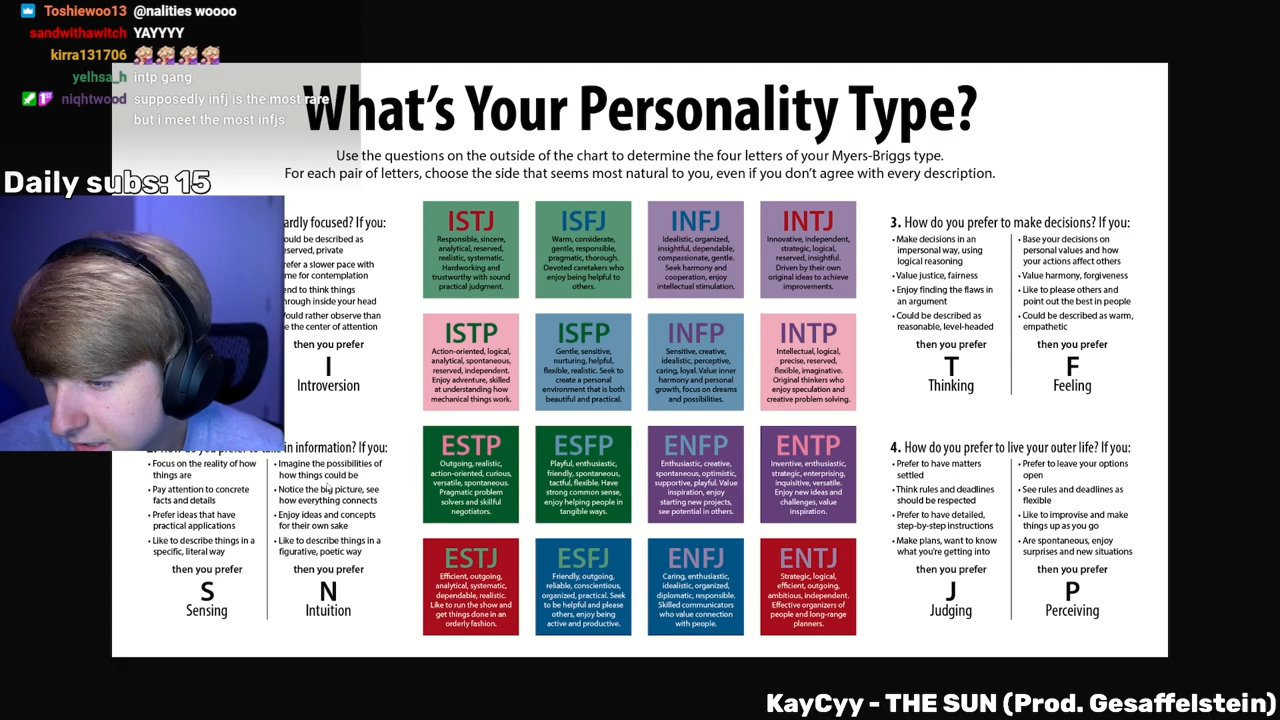 Toshiewoo13 @nalities woooo
sandwithawitch YAYYYY
kirra131706
yelhsa_h intp gang
niqhtwood supposedly infj is the most rare
but i meet the most infjs
Daily subs: 15
What's Your Personality Type?
Use the questions on the outside of the chart to determine the four letters of your Myers-Briggs type.
For each pair of letters, choose the side that seems most natural to you, even if you don't agree with every description.
focused? If you:
described as
private
a slower pace with
for contemplation
to think things
inside your head
rather observe than
the center of attention
then you prefer
I
Introversion
in information? If you:
• Focus on the reality of how
things are
• Pay attention to concrete
facts and details
• Prefer ideas that have
practical applications
• Like to describe things in a
specific, literal way
then you prefer
S
Sensing
• Imagine the possibilities of
how things could be
• Notice the big picture, see
how everything connects
• Enjoy ideas and concepts
for their own sake
• Like to describe things in a
figurative, poetic way
then you prefer
N
Intuition
ISTJ
Responsible, sincere,
analytical, reserved,
realistic, systematic.
Hardworking and
trustworthy with sound
practical judgment.
ISFJ
Warm, considerate,
gentle, responsible,
pragmatic, thorough.
Devoted caretakers who
enjoy being helpful to
others.
INFJ
Idealistic, organized,
insightful, dependable,
compassionate, gentle.
Seek harmony and
cooperation, enjoy
intellectual stimulation.
INTJ
Innovative, independent,
strategic, logical,
reserved, insightful.
Driven by their own
original ideas to achieve
improvements.
ISTP
Action-oriented, logical,
analytical, spontaneous,
reserved, independent.
Enjoy adventure, skilled
at understanding how
mechanical things work.
ISFP
Gentle, sensitive,
nurturing, helpful,
flexible, realistic. Seek to
create a personal
environment that is both
beautiful and practical.
INFP
Sensitive, creative,
idealistic, perceptive,
caring, loyal. Value inner
harmony and personal
growth, focus on dreams
and possibilities.
INTP
Intellectual, logical,
precise, reserved,
flexible, imaginative.
Original thinkers who
enjoy speculation and
creative problem solving.
ESTP
Outgoing, realistic,
action-oriented, curious,
versatile, spontaneous.
Pragmatic problem
solvers and skillful
negotiators.
ESFP
Playful, enthusiastic,
friendly, spontaneous,
tactful, flexible. Have
strong common sense,
enjoy helping people in
tangible ways.
ENFP
Enthusiastic, creative,
spontaneous, optimistic,
supportive, playful. Value
inspiration, enjoy
starting new projects,
see potential in others.
ENTP
Inventive, enthusiastic,
strategic, enterprising,
inquisitive, versatile.
Enjoy new ideas and
challenges, value
inspiration.
ESTJ
Efficient, outgoing,
analytical, systematic,
dependable, realistic.
Like to run the show and
get things done in an
orderly fashion.
ESFJ
Friendly, outgoing,
reliable, conscientious,
organized, practical. Seek
to be helpful and please
others, enjoy being
active and productive.
ENFJ
Caring, enthusiastic,
idealistic, organized,
diplomatic, responsible.
Skilled communicators
who value connection
with people.
ENTJ
Strategic, logical,
efficient, outgoing,
ambitious, independent.
Effective organizers of
people and long-range
planners.
3. How do you prefer to make decisions? If you:
• Make decisions in an
impersonal way, using
logical reasoning
• Value justice, fairness
• Enjoy finding the flaws in
an argument
• Could be described as
reasonable, level-headed
then you prefer
T
Thinking
• Base your decisions on
personal values and how
your actions affect others
• Value harmony, forgiveness
• Like to please others and
point out the best in people
• Could be described as warm,
empathetic
then you prefer
F
Feeling
4. How do you prefer to live your outer life? If you:
• Prefer to have matters
settled
• Think rules and deadlines
should be respected
• Prefer to have detailed,
step-by-step instructions
• Make plans, want to know
what you're getting into
then you prefer
J
Judging
• Prefer to leave your options
open
• See rules and deadlines as
flexible
• Like to improvise and make
things up as you go
• Are spontaneous, enjoy
surprises and new situations
then you prefer
P
Perceiving
KayCyy - THE SUN (Prod. Gesaffelstein)